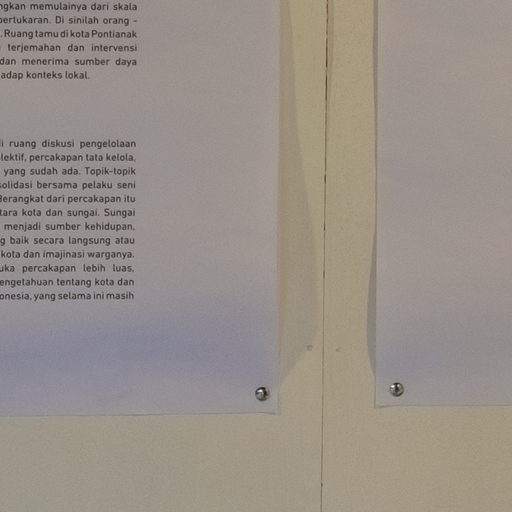 ngkan memulainya dari skala
pertukaran. Di sinilah orang -
. Ruang tamu di kota Pontianak
terjemahan dan intervensi
dan menerima sumber daya
adap konteks lokal.
i ruang diskusi pengelolaan
lektif, percakapan tata kelola,
yang sudah ada. Topik-topik
solidasi bersama pelaku seni
Berangkat dari percakapan itu
tara kota dan sungai. Sungai
menjadi sumber kehidupan,
g baik secara langsung atau
kota dan imajinasi warganya.
uka percakapan lebih luas,
engetahuan tentang kota dan
onesia, yang selama ini masih